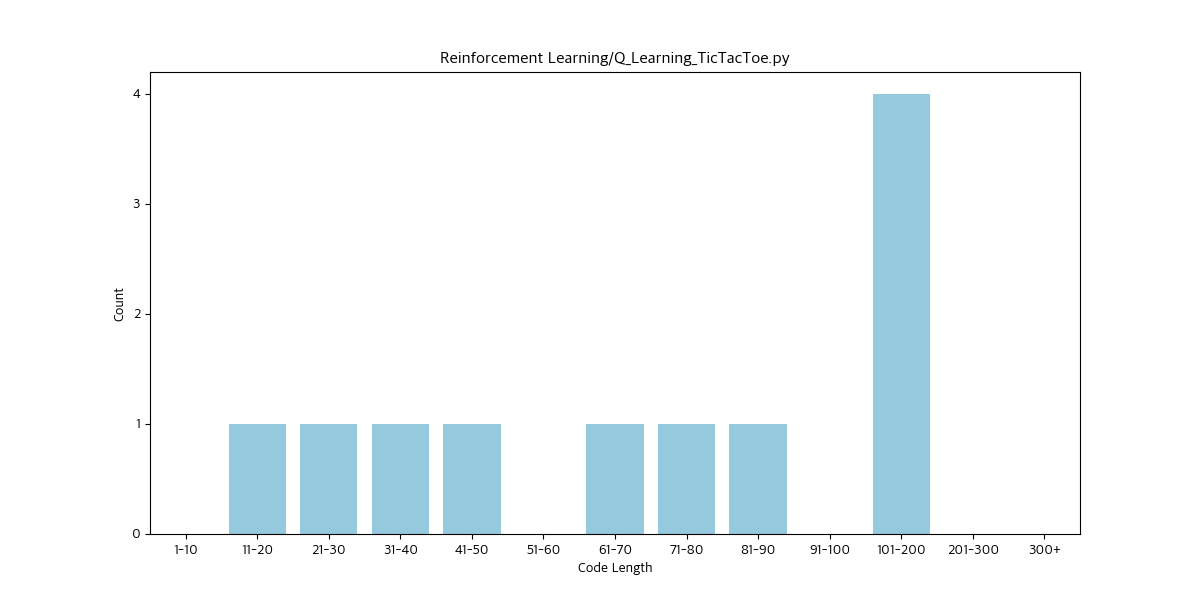 Reinforcement Learning/Q_Learning_TicTacToe.py
4
3
2
1
0
Count
1-10 11-20 21-30 31-40 41-50 51-60 61-70 71-80 81-90 91-100 101-200 201-300 300+
Code Length